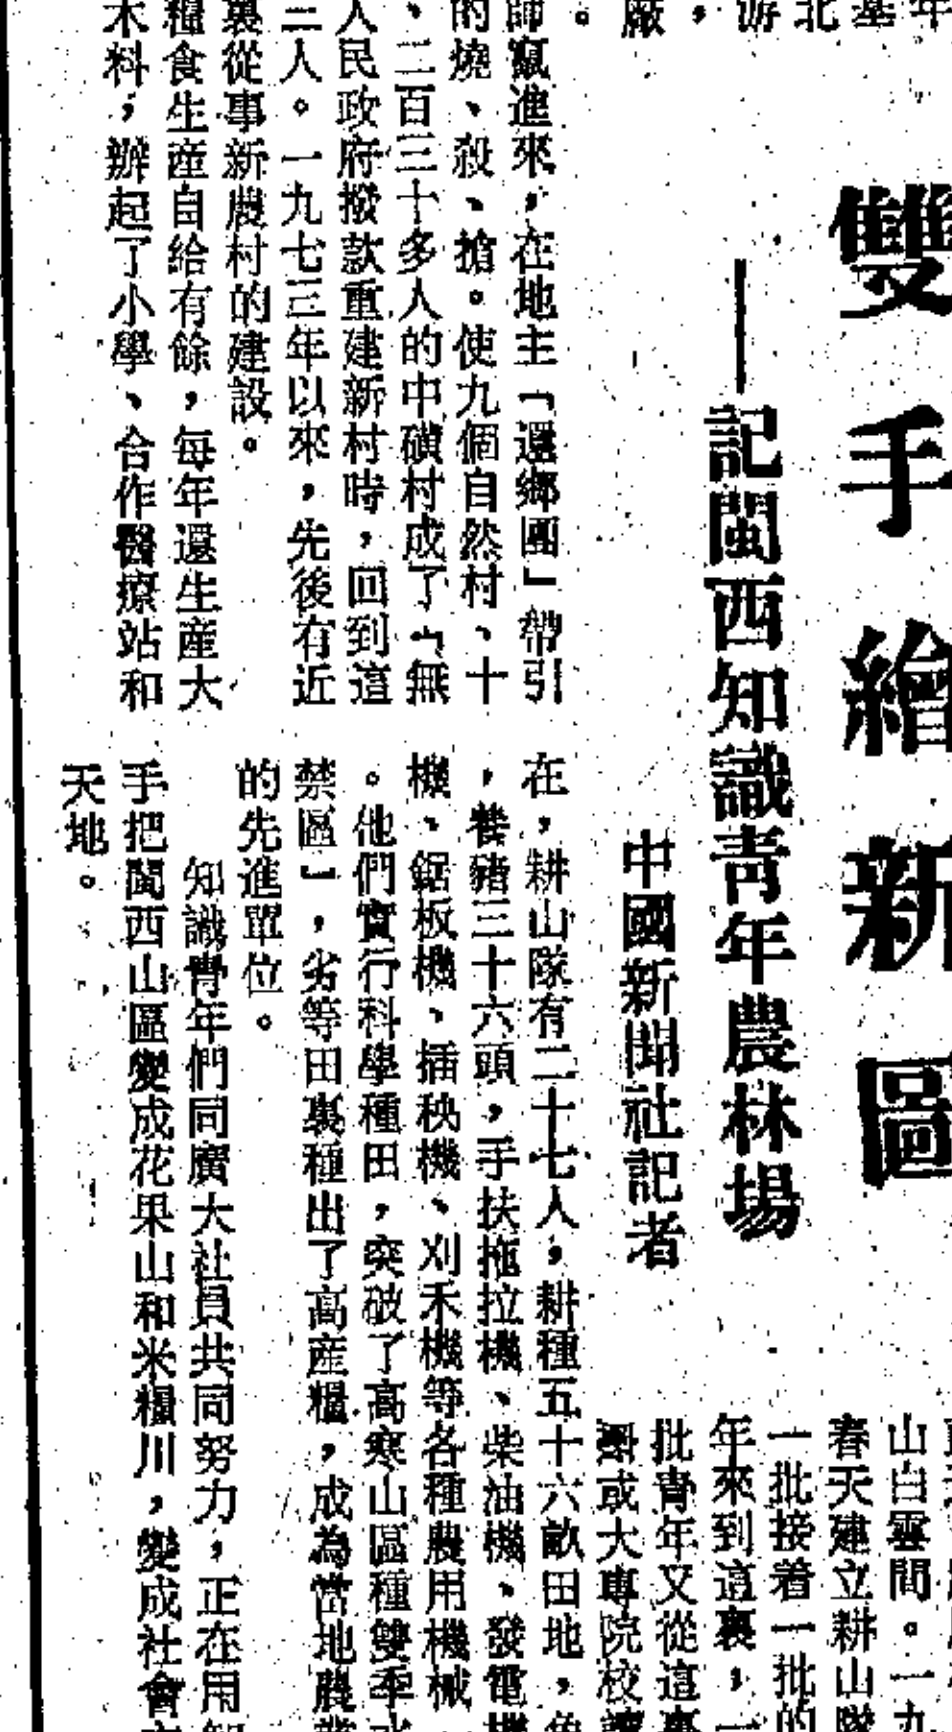 雙手繪新圖
——記閩西知識青年農林場
中國新聞社記者
師竄進來，在地主「還鄉團」帶引
的燒、殺、搶。使九個自然村、十
、二百三十多人的中磺村成了「無
人民政府撥款重建新村時，回到這
三人。一九七三年以來，先後有近
裏從事新農村的建設。
糧食生產自給有餘，每年還生產大
木料，辦起了小學、合作醫療站和
山白雲間。一九
春天建立耕山隊
一批接着一批的
年來到這裏，一
批青年又從這裏
或大專院校讀
在，耕山隊有二十七人，耕種五十六畝田地，
，養豬三十六頭，手扶拖拉機、柴油機、發電機
機、鋸板機、插秧機、刈禾機等各種農用機械
。他們實行科學種田，突破了高寒山區種雙季
禁區」，劣等田裏種出了高產糧，成為當地農業
的先進單位。
知識青年們同廣大社員共同努力，正在用
手把閩西山區變成花果山和米糧川，變成社會
天地。